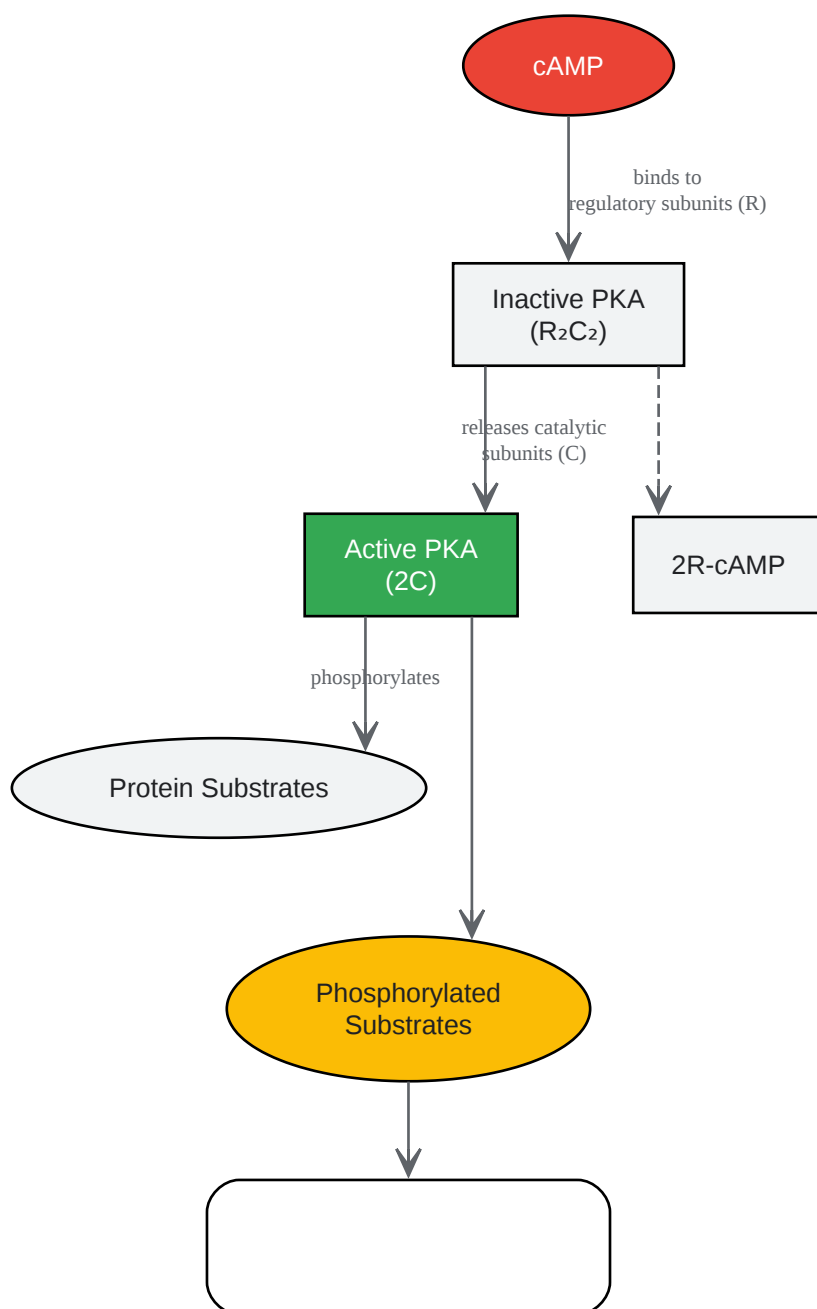 cAMP
binds to
regulatory subunits (R)
Inactive PKA
(R₂C₂)
releases catalytic
subunits (C)
Active PKA
(2C)
2R-cAMP
phosphorylates
Protein Substrates
Phosphorylated
Substrates